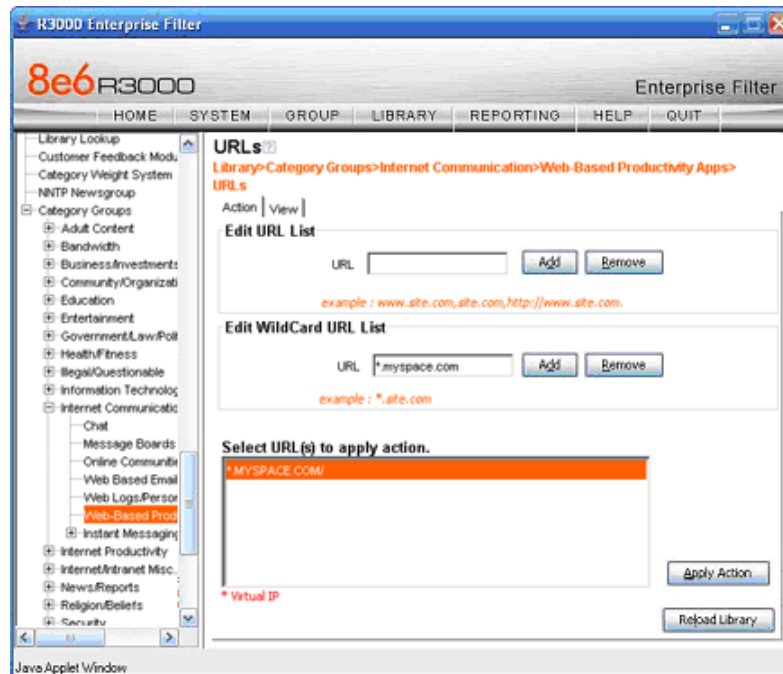 R3000 Enterprise Filter
8e6 R3000
Enterprise Filter
HOME SYSTEM GROUP LIBRARY REPORTING HELP QUIT
Library Lookup
Customer Feedback Modu
Category Weight System
NNTP Newsgroup
Category Groups
Adult Content
Bandwidth
Business/Investments
Community/Organizati
Education
Entertainment
Government/Law/Polit
Health/Fitness
Illegal/Questionable
Information Technolog
Internet Communicatio
Chat
Message Boards
Online Communitie
Web Based Email
Web Logs/Person
Web-Based Prod
Instant Messaging
Internet Productivity
Internet/Intranet Misc.
News/Reports
Religion/Beliefs
Security
URLs
Library>Category Groups>Internet Communication>Web-Based Productivity Apps>
URLs
Action View
Edit URL List
URL Add Remove
example : www.site.com,site.com,http://www.site.com.
Edit WildCard URL List
URL *.myspace.com Add Remove
example : *.site.com
Select URL(s) to apply action.
*.MYSPACE.COM/
Apply Action
* Virtual IP
Reload Library
Java Applet Window